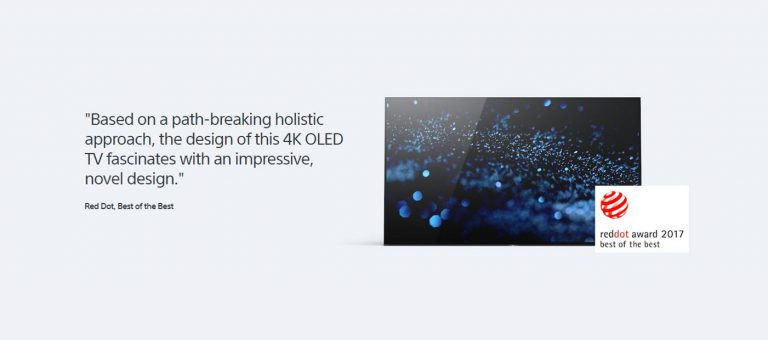 "Based on a path-breaking holistic
approach, the design of this 4K OLED
TV fascinates with an impressive,
novel design."
Red Dot, Best of the Best
reddot award 2017
best of the best